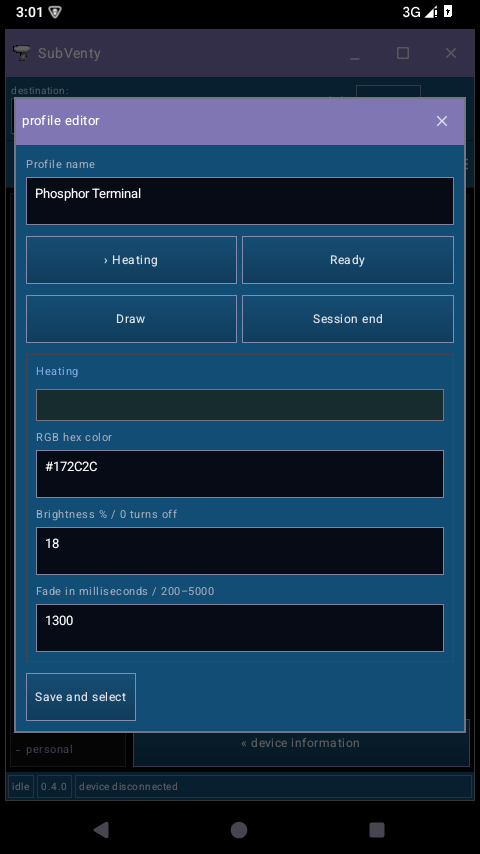 3:01
3G
SubVenty
destination:
profile editor
Profile name
Phosphor Terminal
› Heating
Ready
Draw
Session end
Heating
RGB hex color
#172C2C
Brightness % / 0 turns off
18
Fade in milliseconds / 200–5000
1300
Save and select
– personal
« device information
idle
0.4.0
device disconnected